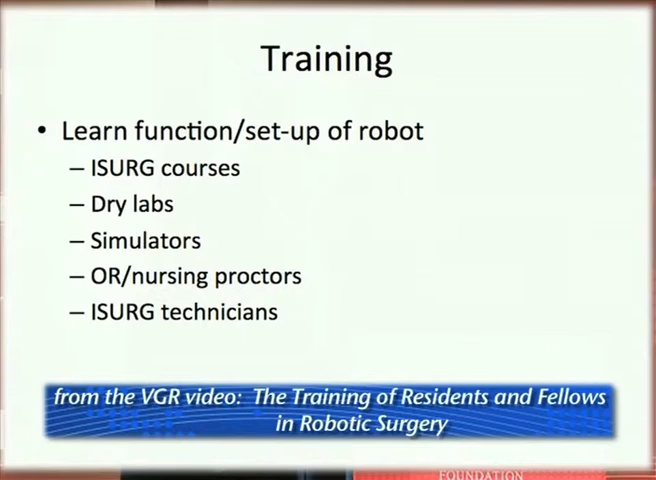 Training
• Learn function/set-up of robot
– ISURG courses
– Dry labs
– Simulators
– OR/nursing proctors
– ISURG technicians
from the VGR video: The Training of Residents and Fellows
in Robotic Surgery
FOUNDATION